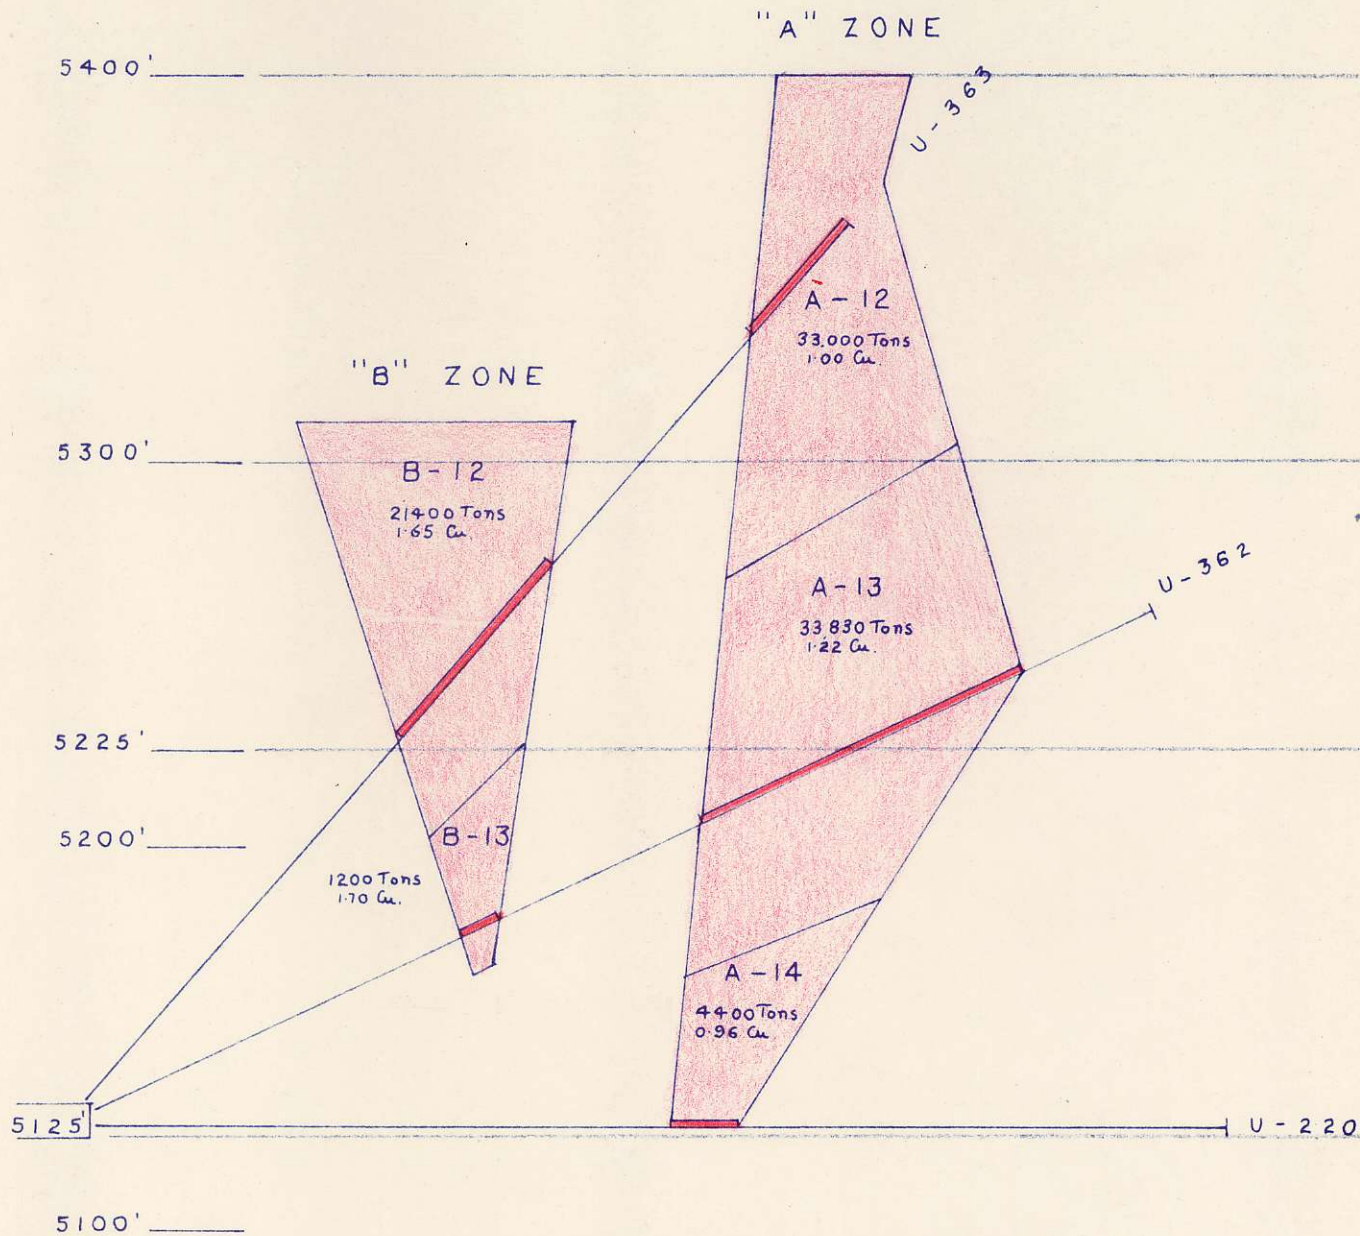 "A" ZONE
5400'
U-363
A-12
33,000 Tons
1.00 Cu.
"B" ZONE
5300'
B-12
21400 Tons
1.65 Cu.
A-13
33,830 Tons
1.22 Cu.
U-362
5225'
5200'
B-13
1200 Tons
1.70 Cu.
A-14
4400 Tons
0.96 Cu.
5125'
U-220
5100'